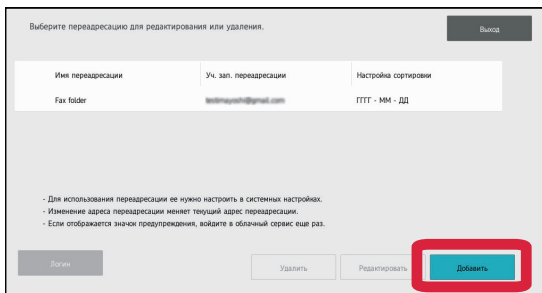 Выберите переадресацию для редактирования или удаления.
Выход
Имя переадресации Уч. зап. переадресации Настройка сортировки
Fax folder ГГГГ - ММ - ДД
- Для использования переадресации ее нужно настроить в системных настройках.
- Изменение адреса переадресации меняет текущий адрес переадресации.
- Если отображается значок предупреждения, войдите в облачный сервис еще раз.
Логин Удалить Редактировать Добавить